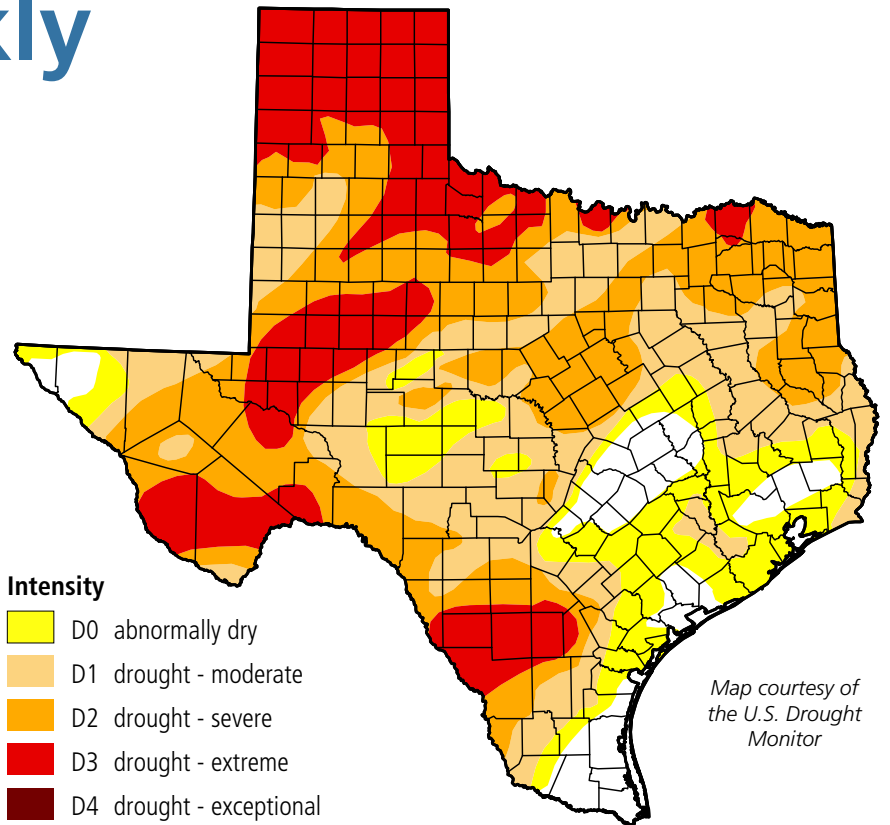 kly
Intensity
D0 abnormally dry
D1 drought - moderate
D2 drought - severe
D3 drought - extreme
D4 drought - exceptional
Map courtesy of
the U.S. Drought
Monitor